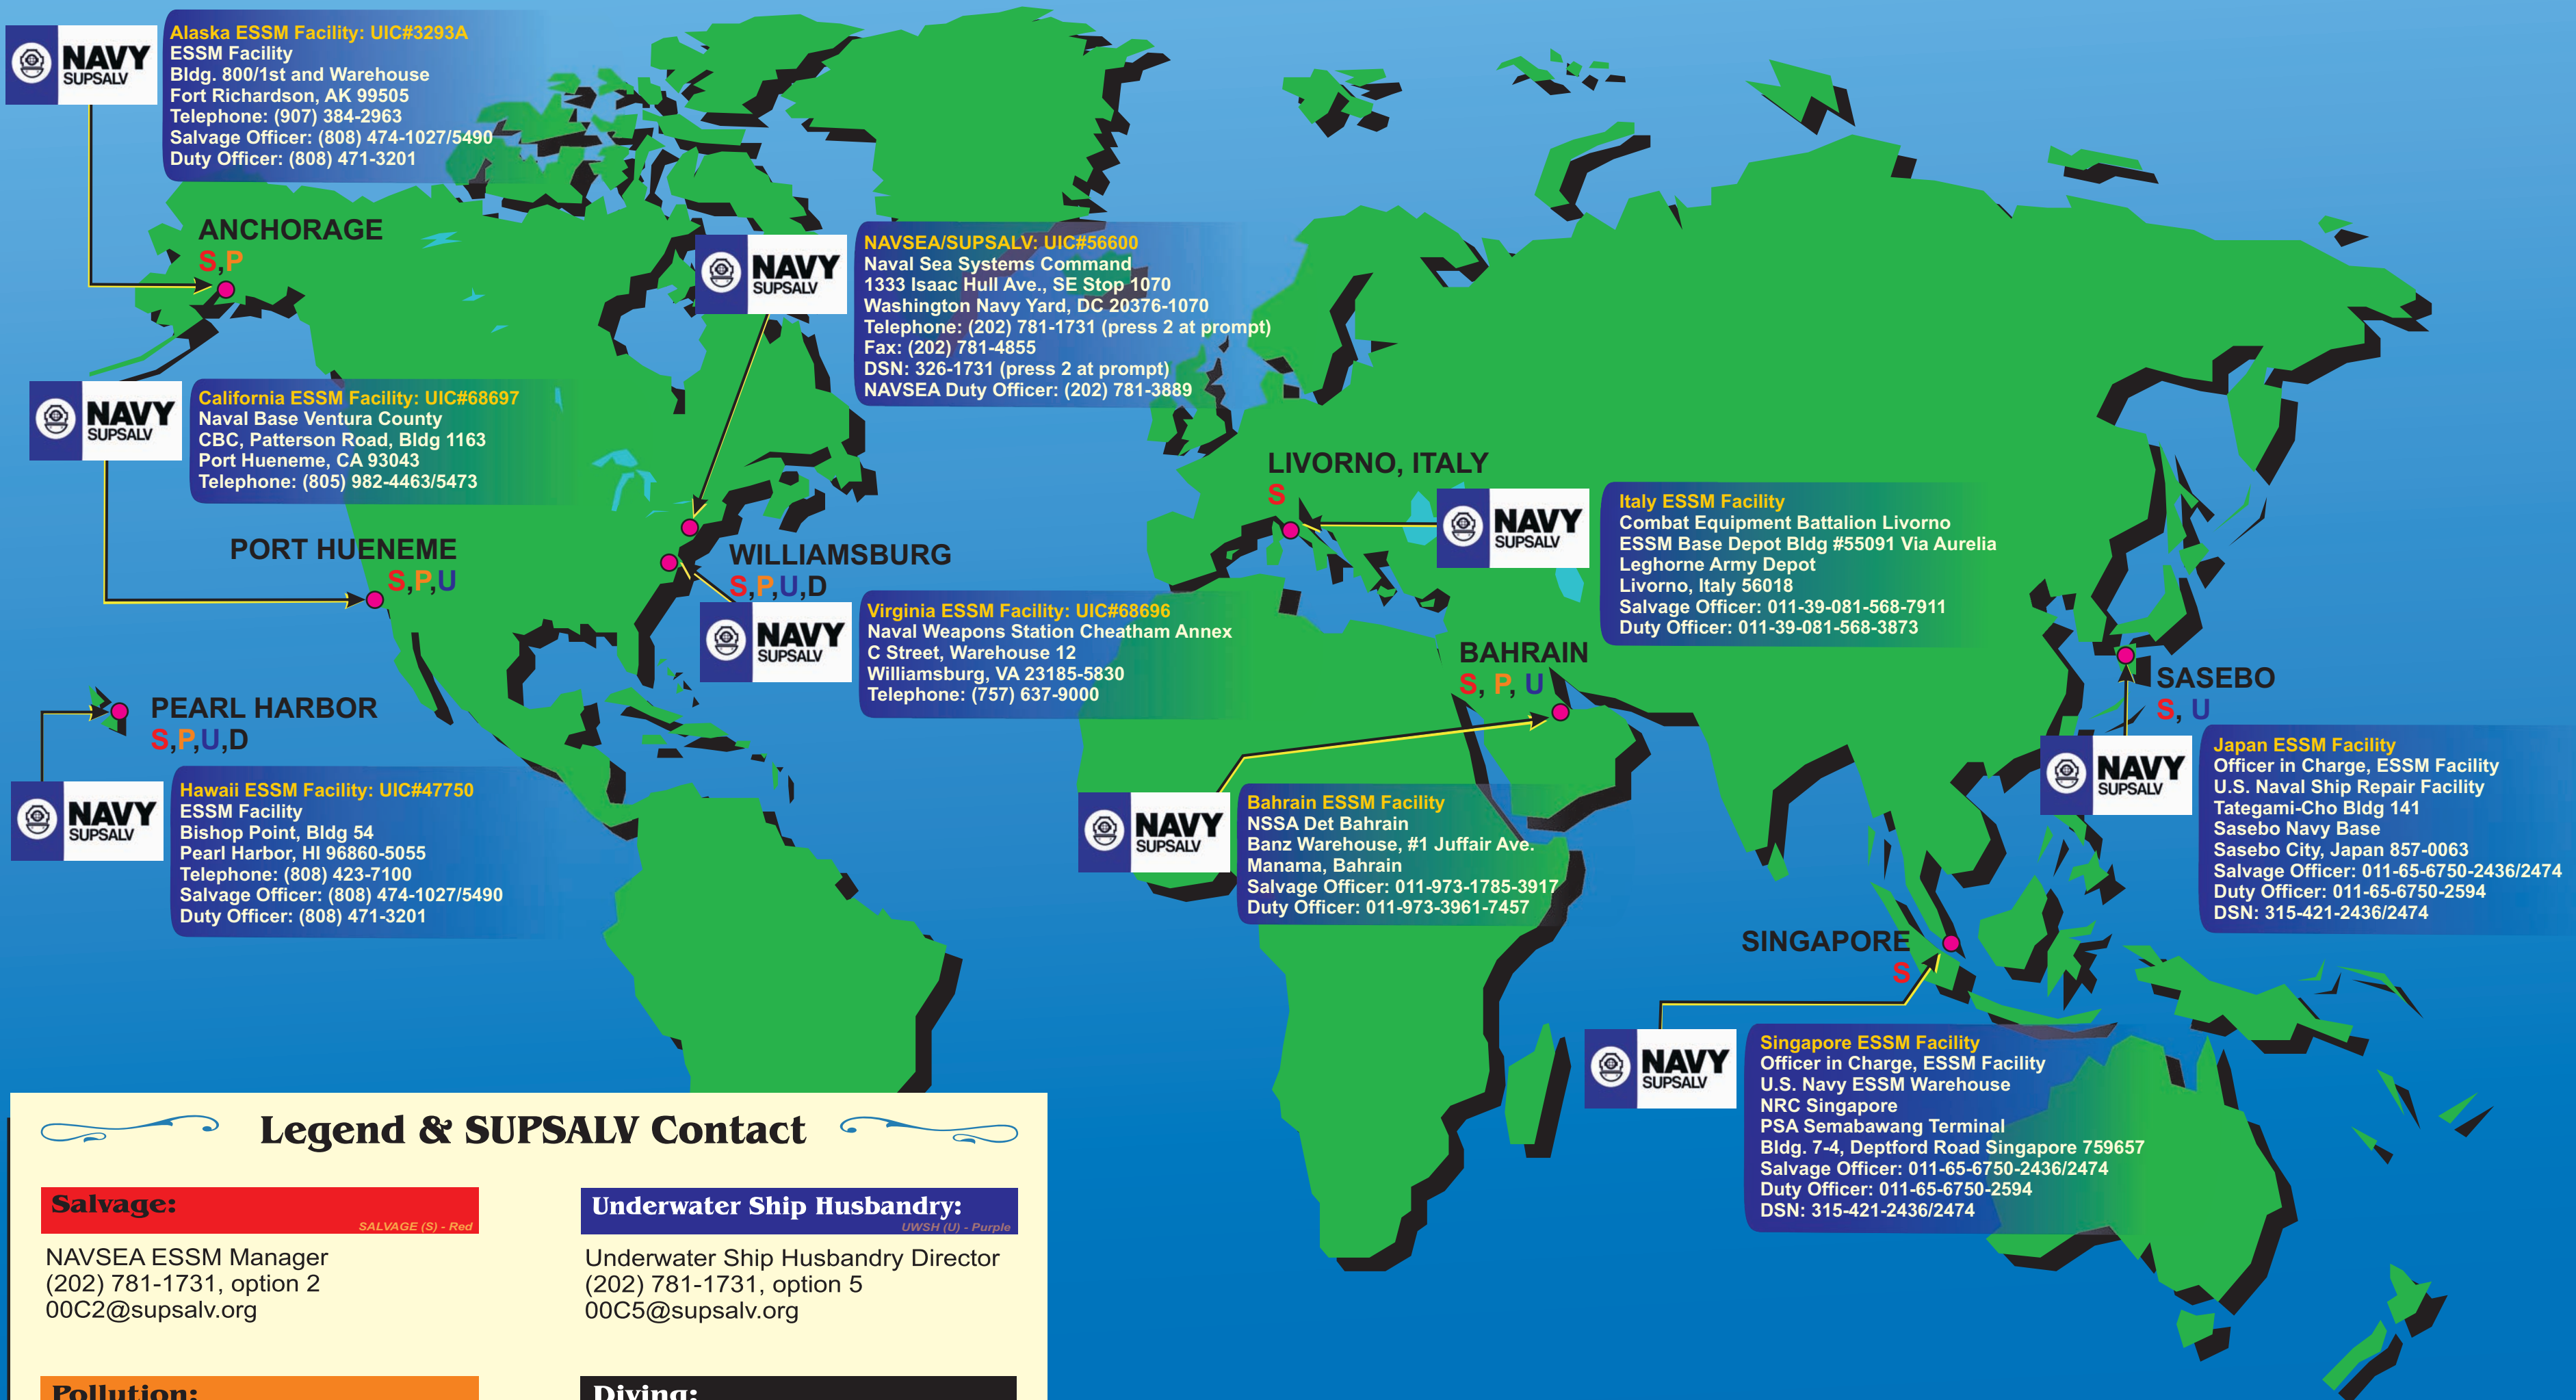 NAVY
SUPSALV
Alaska ESSM Facility: UIC#3293A
ESSM Facility
Bldg. 800/1st and Warehouse
Fort Richardson, AK 99505
Telephone: (907) 384-2963
Salvage Officer: (808) 474-1027/5490
Duty Officer: (808) 471-3201
ANCHORAGE
S,P
NAVY
SUPSALV
NAVSEA/SUPSALV: UIC#56600
Naval Sea Systems Command
1333 Isaac Hull Ave., SE Stop 1070
Washington Navy Yard, DC 20376-1070
Telephone: (202) 781-1731 (press 2 at prompt)
Fax: (202) 781-4855
DSN: 326-1731 (press 2 at prompt)
NAVSEA Duty Officer: (202) 781-3889
NAVY
SUPSALV
California ESSM Facility: UIC#68697
Naval Base Ventura County
CBC, Patterson Road, Bldg 1163
Port Hueneme, CA 93043
Telephone: (805) 982-4463/5473
PORT HUENEME
S,P,U
WILLIAMSBURG
S,P,U,D
NAVY
SUPSALV
Virginia ESSM Facility: UIC#68696
Naval Weapons Station Cheatham Annex
C Street, Warehouse 12
Williamsburg, VA 23185-5830
Telephone: (757) 637-9000
LIVORNO, ITALY
S
NAVY
SUPSALV
Italy ESSM Facility
Combat Equipment Battalion Livorno
ESSM Base Depot Bldg #55091 Via Aurelia
Leghorne Army Depot
Livorno, Italy 56018
Salvage Officer: 011-39-081-568-7911
Duty Officer: 011-39-081-568-3873
BAHRAIN
S, P, U
NAVY
SUPSALV
Bahrain ESSM Facility
NSSA Det Bahrain
Banz Warehouse, #1 Juffair Ave.
Manama, Bahrain
Salvage Officer: 011-973-1785-3917
Duty Officer: 011-973-3961-7457
SASEBO
S, U
NAVY
SUPSALV
Japan ESSM Facility
Officer in Charge, ESSM Facility
U.S. Naval Ship Repair Facility
Tategami-Cho Bldg 141
Sasebo Navy Base
Sasebo City, Japan 857-0063
Salvage Officer: 011-65-6750-2436/2474
Duty Officer: 011-65-6750-2594
DSN: 315-421-2436/2474
PEARL HARBOR
S,P,U,D
NAVY
SUPSALV
Hawaii ESSM Facility: UIC#47750
ESSM Facility
Bishop Point, Bldg 54
Pearl Harbor, HI 96860-5055
Telephone: (808) 423-7100
Salvage Officer: (808) 474-1027/5490
Duty Officer: (808) 471-3201
SINGAPORE
S
NAVY
SUPSALV
Singapore ESSM Facility
Officer in Charge, ESSM Facility
U.S. Navy ESSM Warehouse
NRC Singapore
PSA Semabawang Terminal
Bldg. 7-4, Deptford Road Singapore 759657
Salvage Officer: 011-65-6750-2436/2474
Duty Officer: 011-65-6750-2594
DSN: 315-421-2436/2474
Legend & SUPSALV Contact
Salvage:
SALVAGE (S) - Red
NAVSEA ESSM Manager
(202) 781-1731, option 2
00C2@supsalv.org
Underwater Ship Husbandry:
UWSH (U) - Purple
Underwater Ship Husbandry Director
(202) 781-1731, option 5
00C5@supsalv.org
Pollution:
Diving: